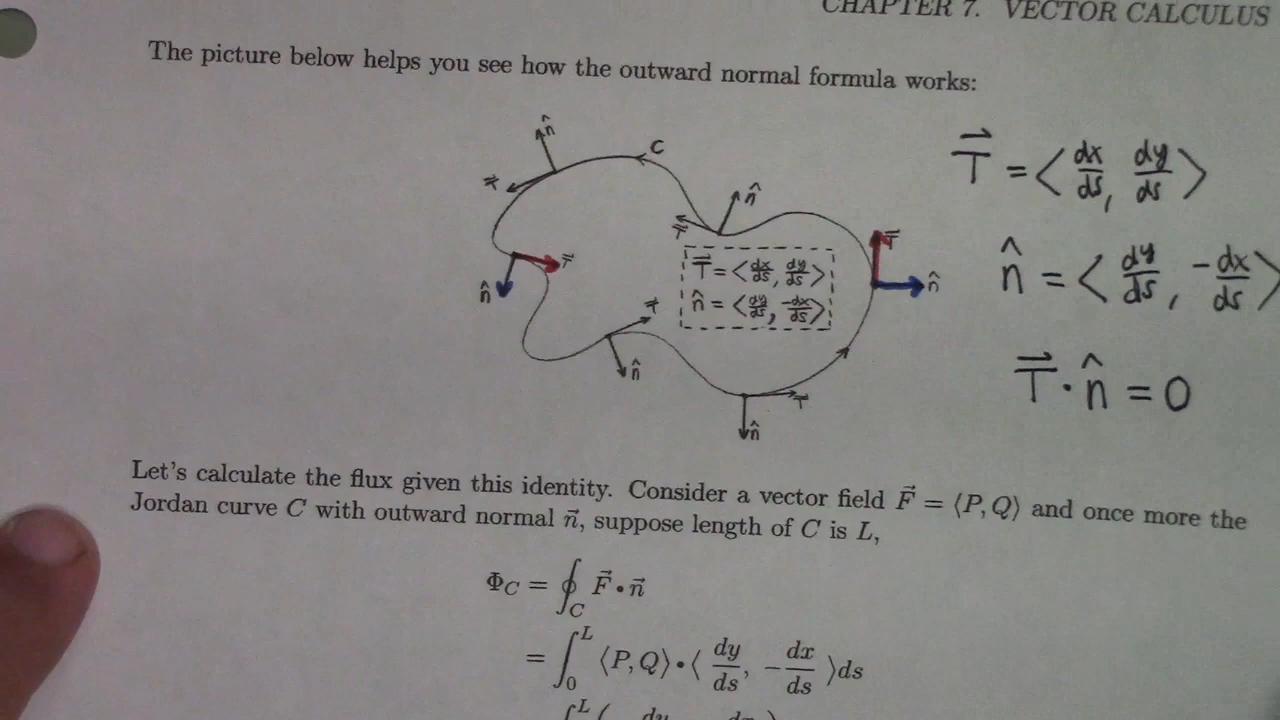 CHAPTER 7. VECTOR CALCULUS
The picture below helps you see how the outward normal formula works:
n̂
C
T⃗ = ⟨dx/ds, dy/ds⟩
n̂
T⃗
T⃗
n̂
T⃗ = ⟨dx/ds, dy/ds⟩
n̂ = ⟨dy/ds, -dx/ds⟩
T⃗
n̂
n̂ = ⟨dy/ds, -dx/ds⟩
T⃗
n̂
n̂
T⃗
n̂
T⃗ · n̂ = 0
Let's calculate the flux given this identity. Consider a vector field F⃗ = ⟨P, Q⟩ and once more the
Jordan curve C with outward normal n⃗, suppose length of C is L,
Φ_C = ∮_C F⃗ • n⃗
= ∫_0^L ⟨P, Q⟩ • ⟨ dy/ds, − dx/ds ⟩ds